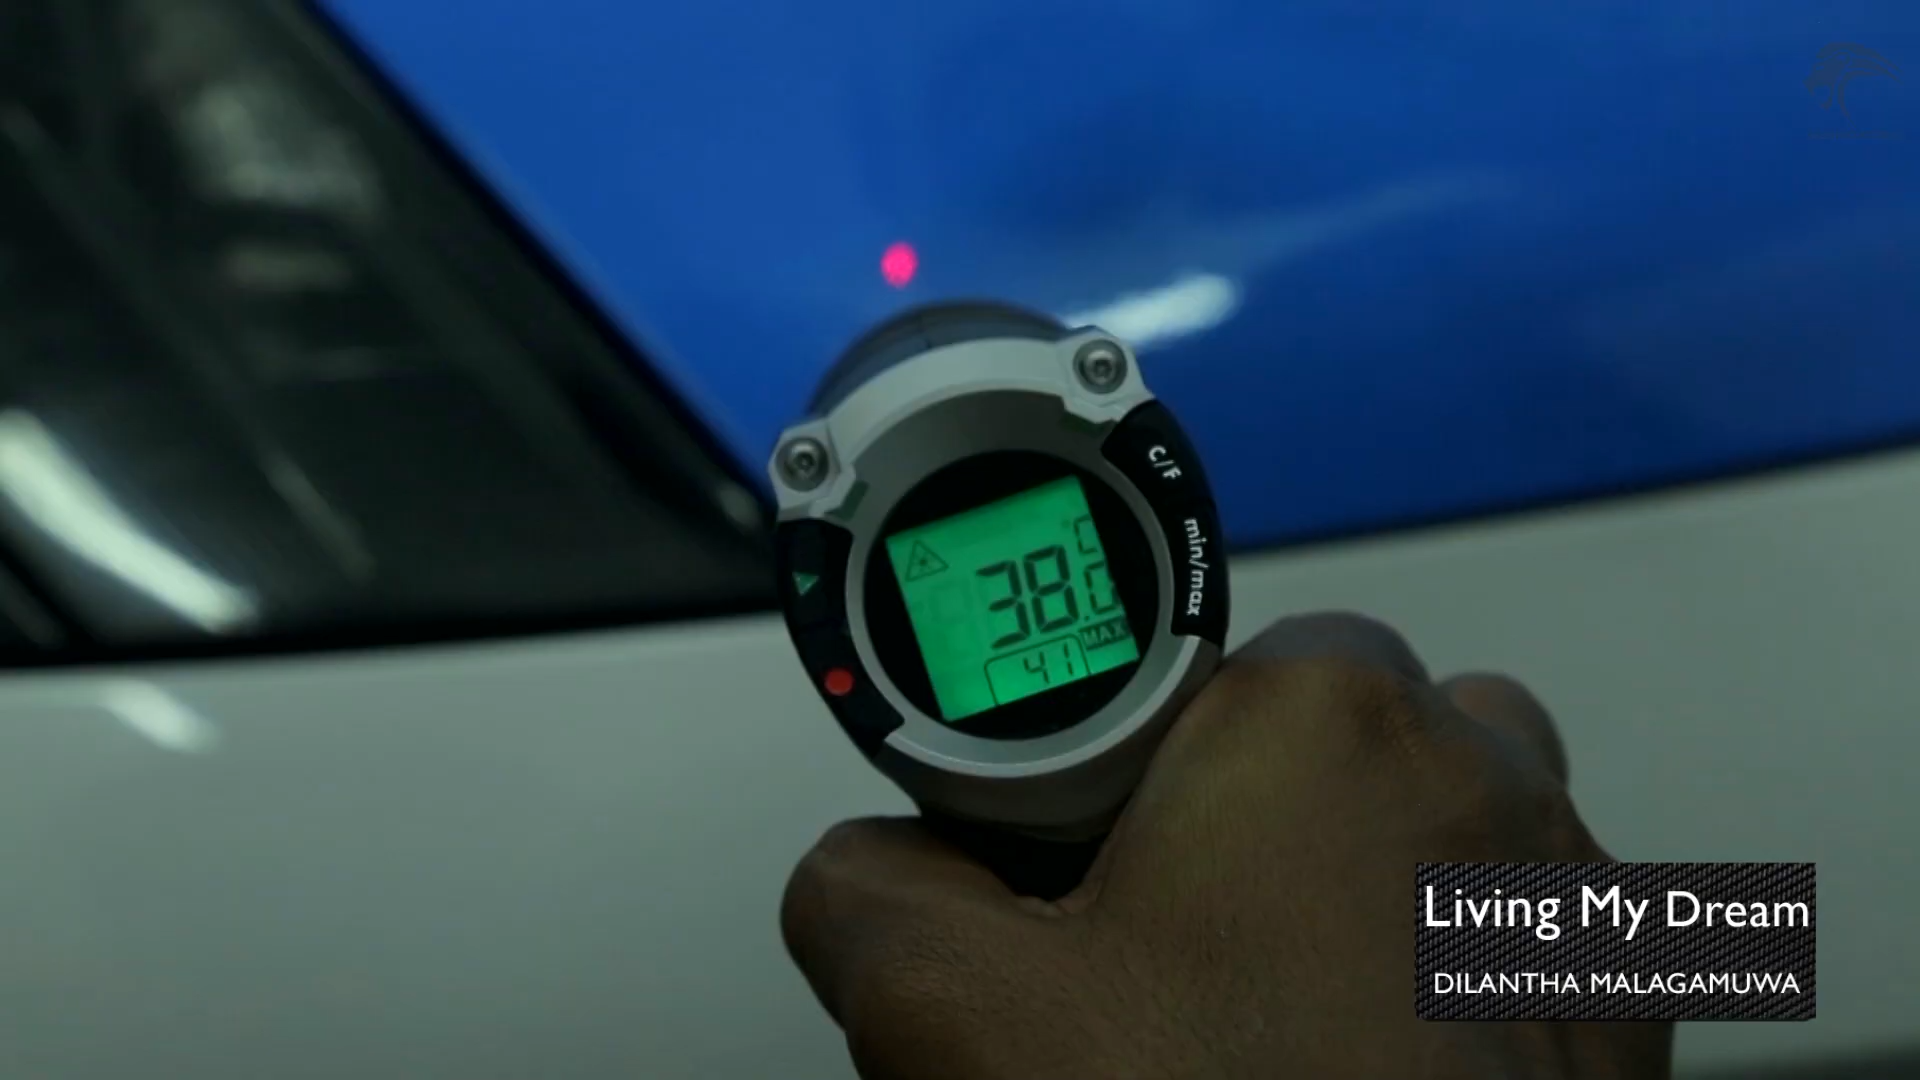 C/F
min/max
°C
38.0
MAX
41
Living My Dream
DILANTHA MALAGAMUWA